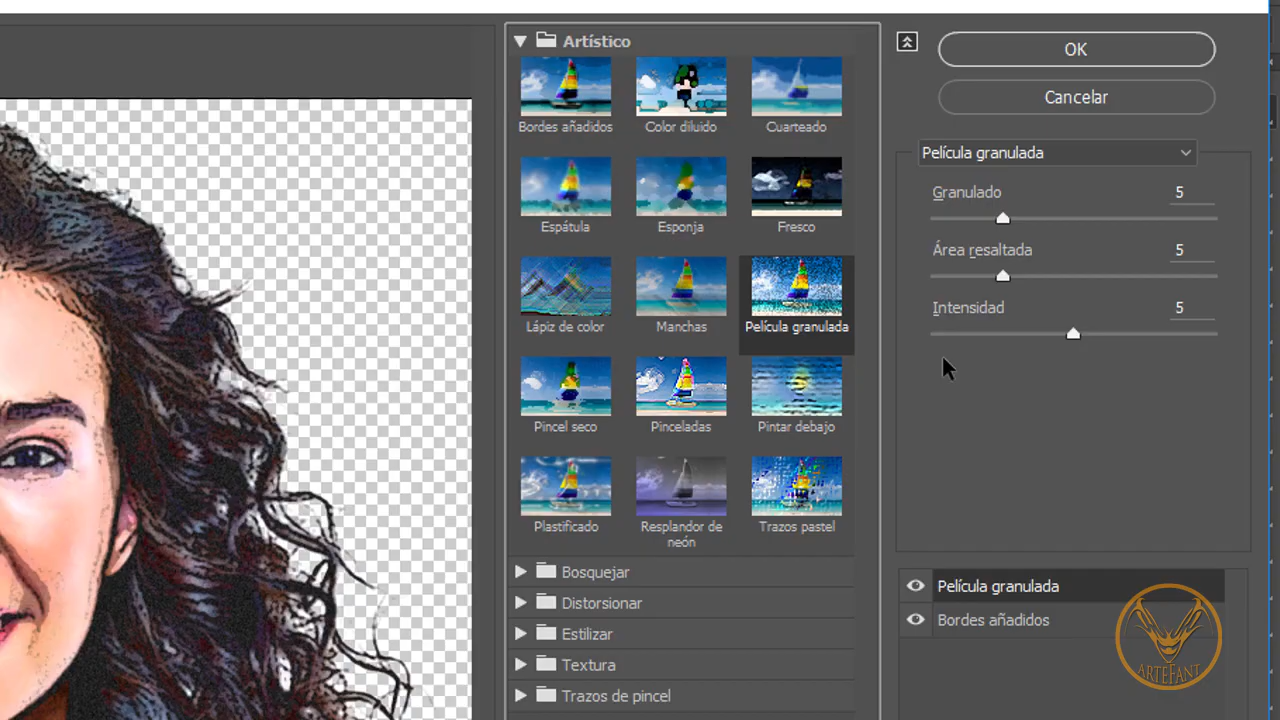 Artístico
Bordes añadidos
Color diluido
Cuarteado
Espátula
Esponja
Fresco
Lápiz de color
Manchas
Película granulada
Pincel seco
Pinceladas
Pintar debajo
Plastificado
Resplandor de
neón
Trazos pastel
Bosquejar
Distorsionar
Estilizar
Textura
Trazos de pincel
OK
Cancelar
Película granulada
Granulado 5
Área resaltada 5
Intensidad 5
Película granulada
Bordes añadidos
ARTEFANT